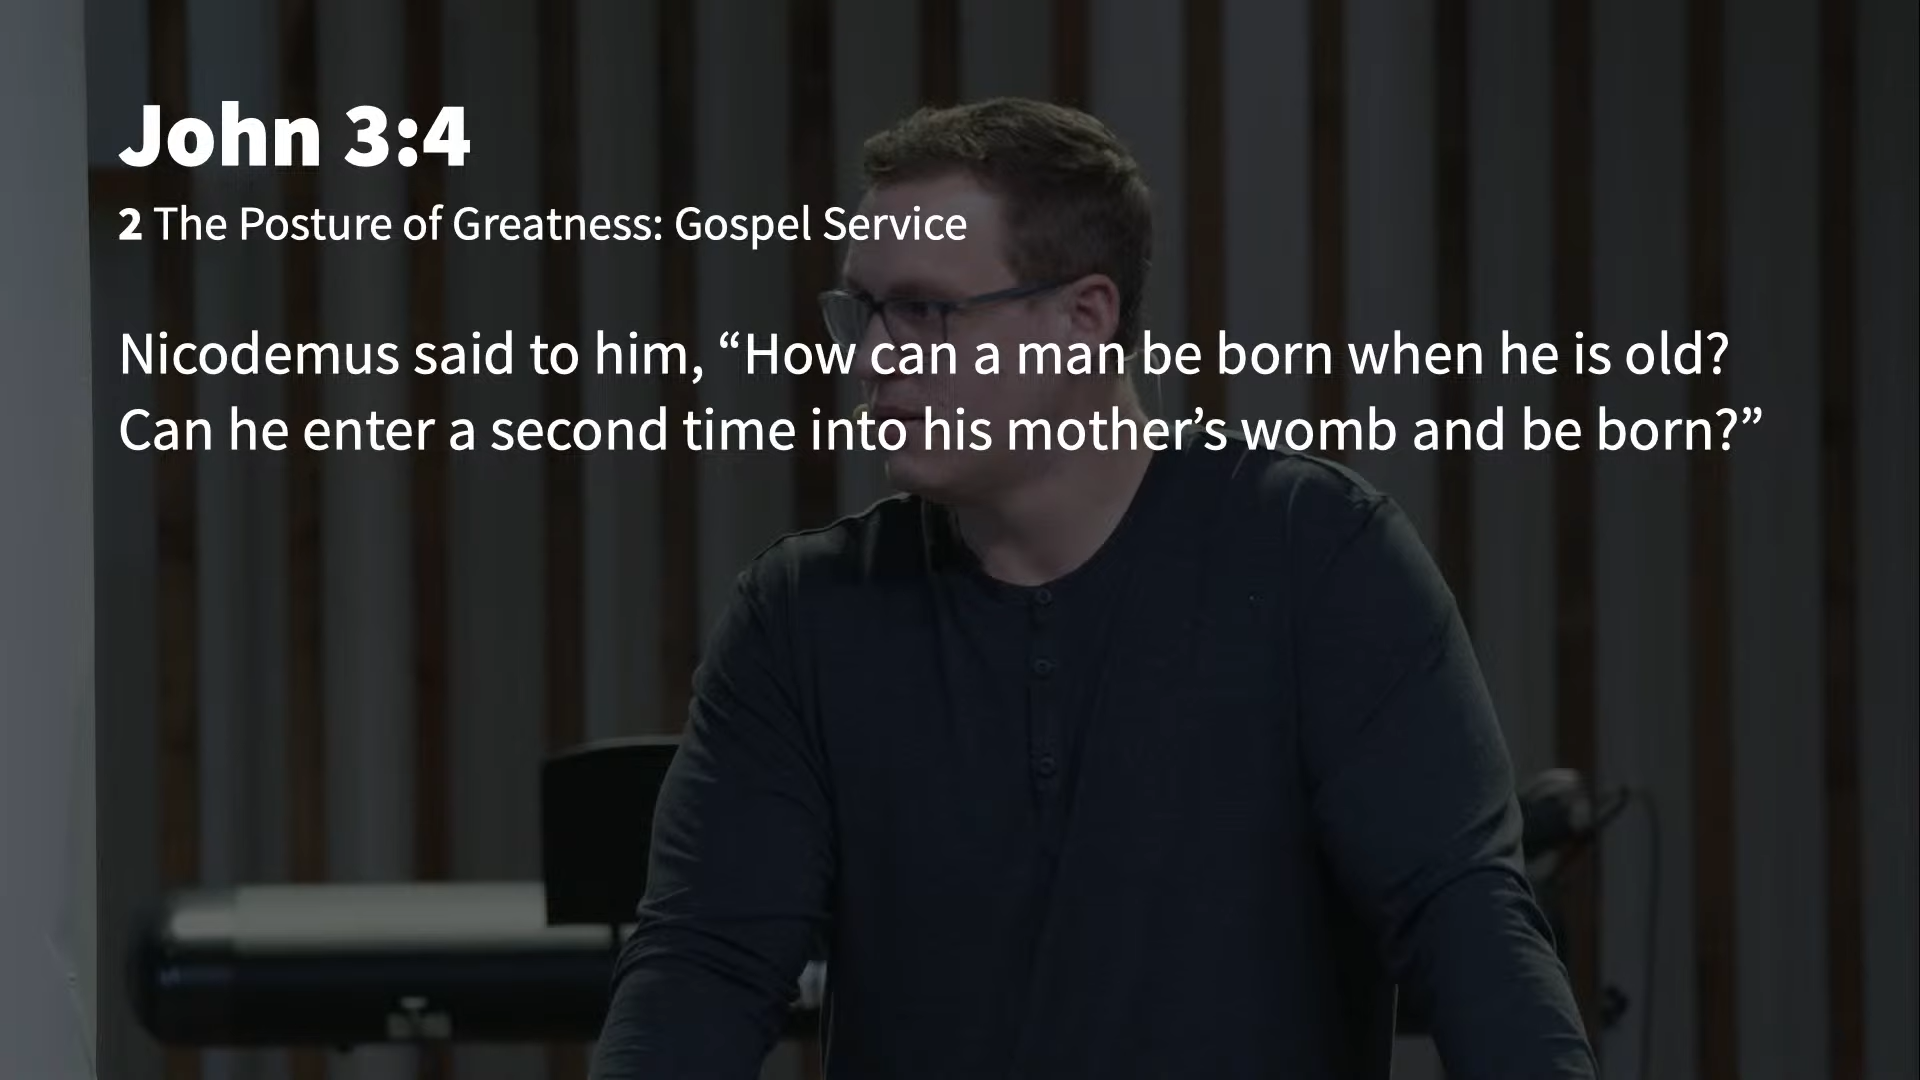 John 3:4
2 The Posture of Greatness: Gospel Service
Nicodemus said to him, “How can a man be born when he is old?
Can he enter a second time into his mother’s womb and be born?”